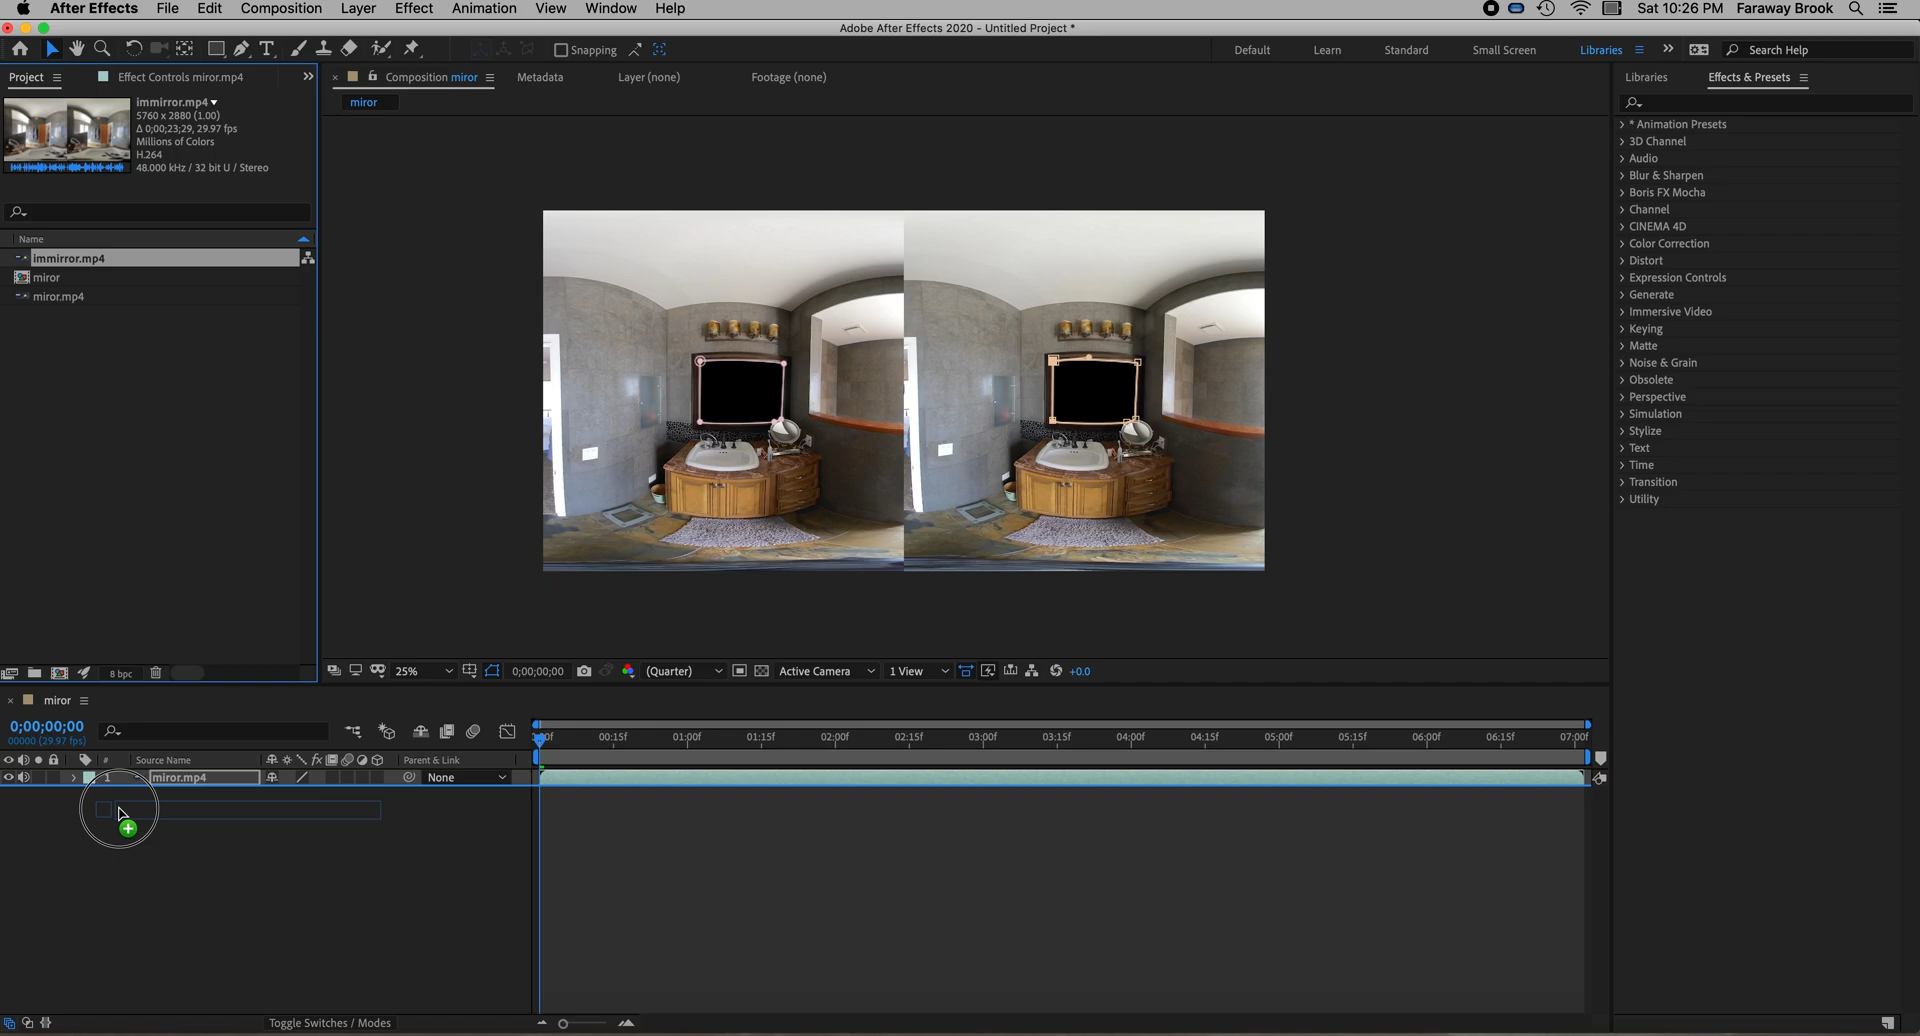 After Effects File Edit Composition Layer Effect Animation View Window Help Sat 10:26 PM Faraway Brook
Adobe After Effects 2020 - Untitled Project *
Snapping Default Learn Standard Small Screen Libraries Search Help
Project Effect Controls miror.mp4 Composition miror Metadata Layer (none) Footage (none) Libraries Effects & Presets
immirror.mp4
5760 x 2880 (1.00)
Δ 0;00;23;29, 29.97 fps)
Millions of Colors
H.264
48.000 kHz / 32 bit U / Stereo
miror
Name
immirror.mp4
miror
miror.mp4
* Animation Presets
3D Channel
Audio
Blur & Sharpen
Boris FX Mocha
Channel
CINEMA 4D
Color Correction
Distort
Expression Controls
Generate
Immersive Video
Keying
Matte
Noise & Grain
Obsolete
Perspective
Simulation
Stylize
Text
Time
Transition
Utility
8 bpc 25% 0;00;00;00 (Quarter) Active Camera 1 View +0.0
miror
0;00;00;00
00000 (29.97 fps)
00:15f 01:00f 01:15f 02:00f 02:15f 03:00f 03:15f 04:00f 04:15f 05:00f 05:15f 06:00f 06:15f 07:00f
# Source Name fx Parent & Link
1 miror.mp4 None
Toggle Switches / Modes